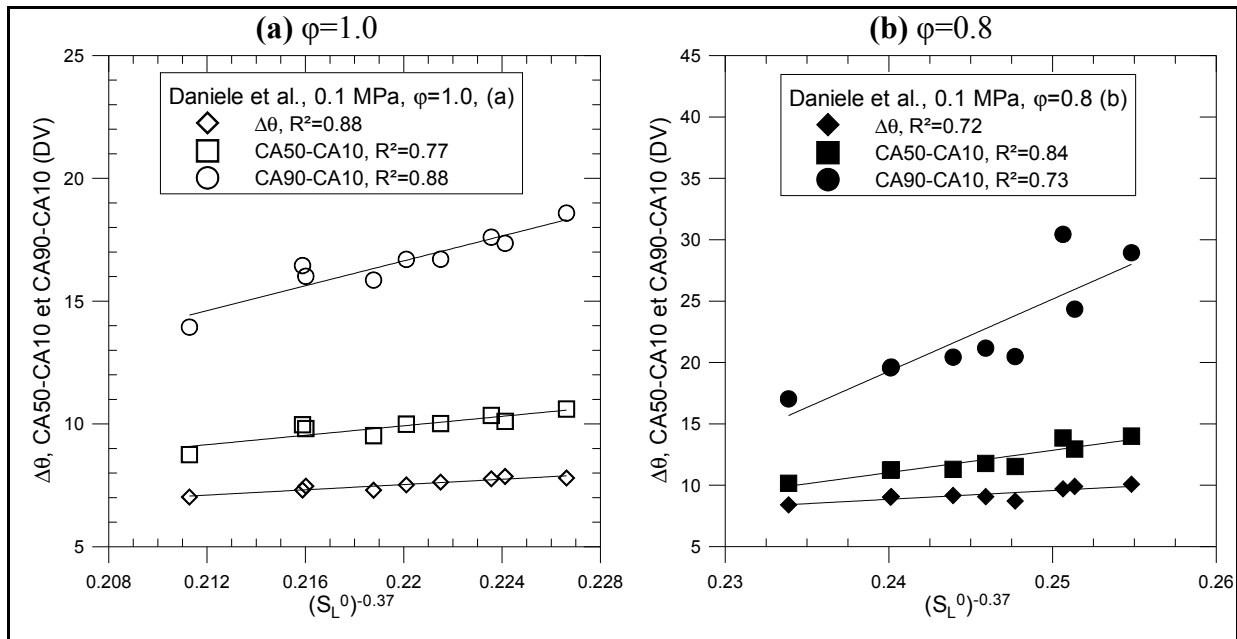 (a) φ=1.0
(b) φ=0.8
Δθ, CA50-CA10 et CA90-CA10 (DV)
25
20
15
10
5
Daniele et al., 0.1 MPa, φ=1.0, (a)
Δθ, R²=0.88
CA50-CA10, R²=0.77
CA90-CA10, R²=0.88
0.208
0.212
0.216
0.22
0.224
0.228
(S_L⁰)^-0.37
Δθ, CA50-CA10 et CA90-CA10 (DV)
45
40
35
30
25
20
15
10
5
Daniele et al., 0.1 MPa, φ=0.8 (b)
Δθ, R²=0.72
CA50-CA10, R²=0.84
CA90-CA10, R²=0.73
0.23
0.24
0.25
0.26
(S_L⁰)^-0.37